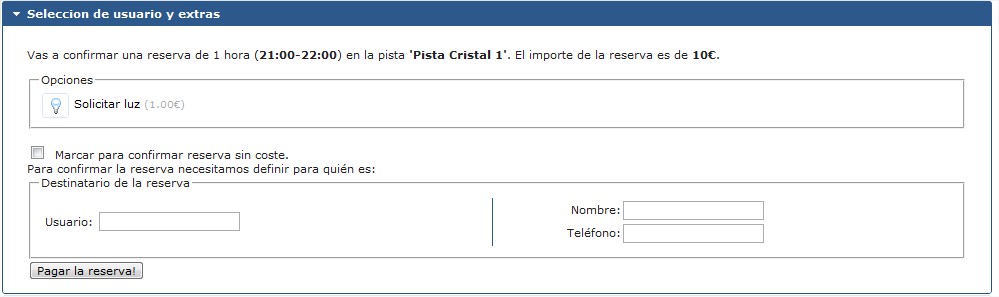 Seleccion de usuario y extras
Vas a confirmar una reserva de 1 hora (21:00-22:00) en la pista 'Pista Cristal 1'. El importe de la reserva es de 10€.
Opciones
Solicitar luz (1.00€)
Marcar para confirmar reserva sin coste.
Para confirmar la reserva necesitamos definir para quién es:
Destinatario de la reserva
Usuario:
Nombre:
Teléfono:
Pagar la reserva!